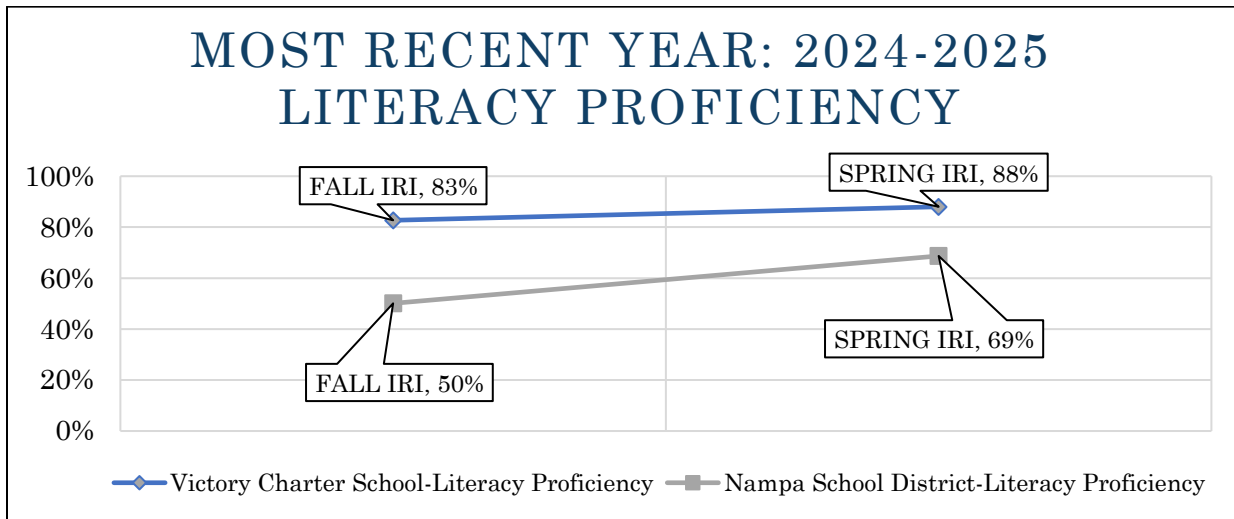 MOST RECENT YEAR: 2024-2025
LITERACY PROFICIENCY
FALL IRI, 83%
SPRING IRI, 88%
100%
80%
60%
40%
20%
0%
SPRING IRI, 69%
FALL IRI, 50%
Victory Charter School-Literacy Proficiency
Nampa School District-Literacy Proficiency